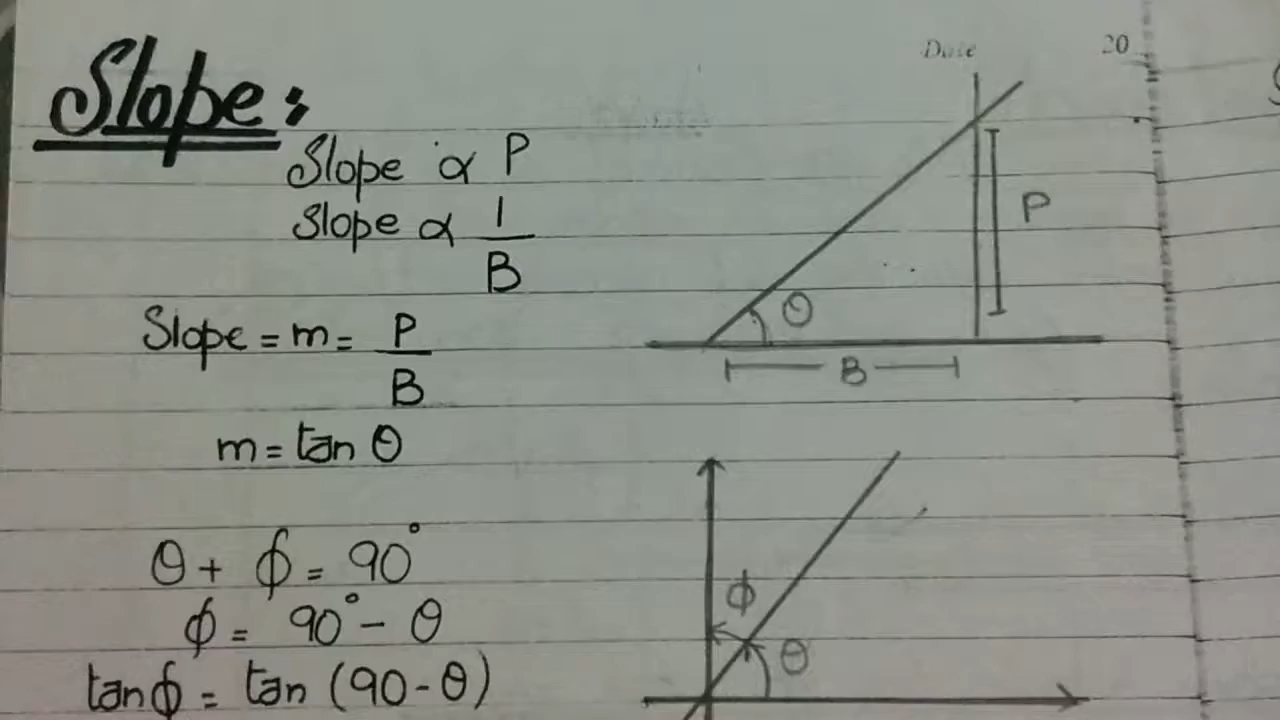 Date 20
Slope:
Slope ∝ P
Slope ∝ 1/B
Slope = m = P/B
m = tan θ
θ + ϕ = 90°
ϕ = 90° - θ
tanϕ = tan (90 - θ)
P
θ
B
ϕ
θ